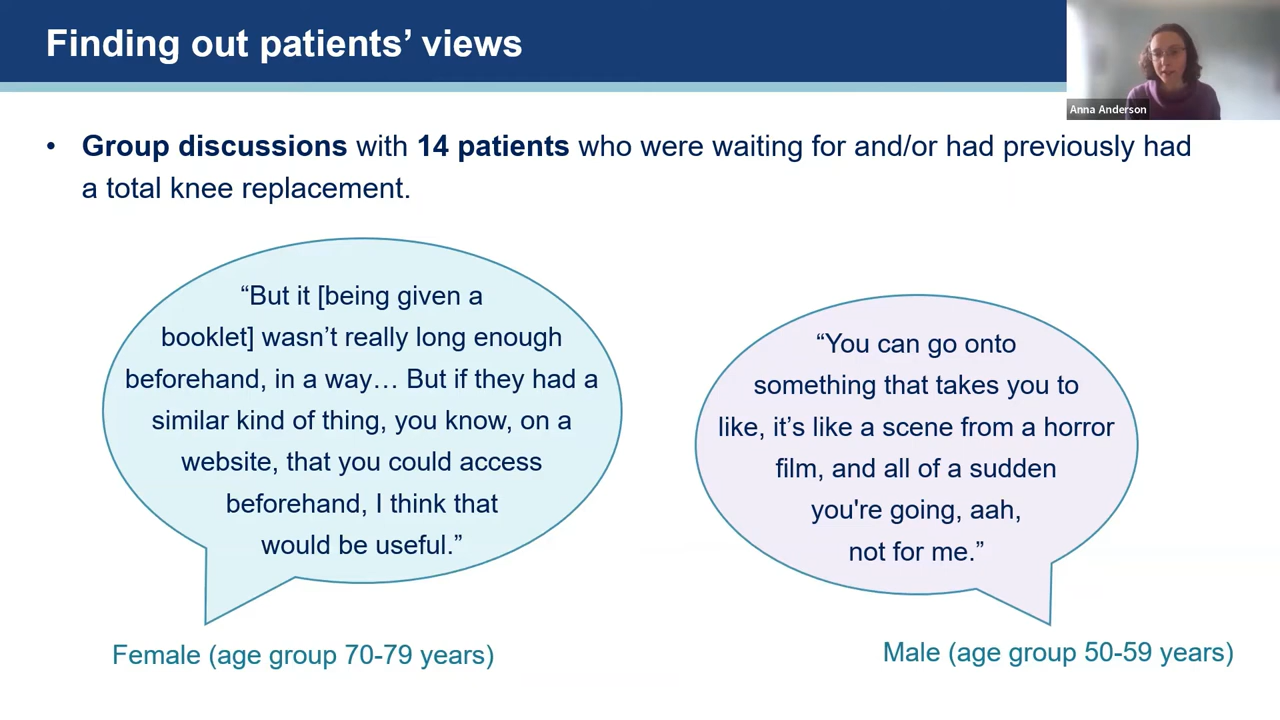 Finding out patients’ views
Anna Anderson
• Group discussions with 14 patients who were waiting for and/or had previously had
a total knee replacement.
“But it [being given a
booklet] wasn’t really long enough
beforehand, in a way… But if they had a
similar kind of thing, you know, on a
website, that you could access
beforehand, I think that
would be useful.”
Female (age group 70-79 years)
“You can go onto
something that takes you to
like, it’s like a scene from a horror
film, and all of a sudden
you're going, aah,
not for me.”
Male (age group 50-59 years)